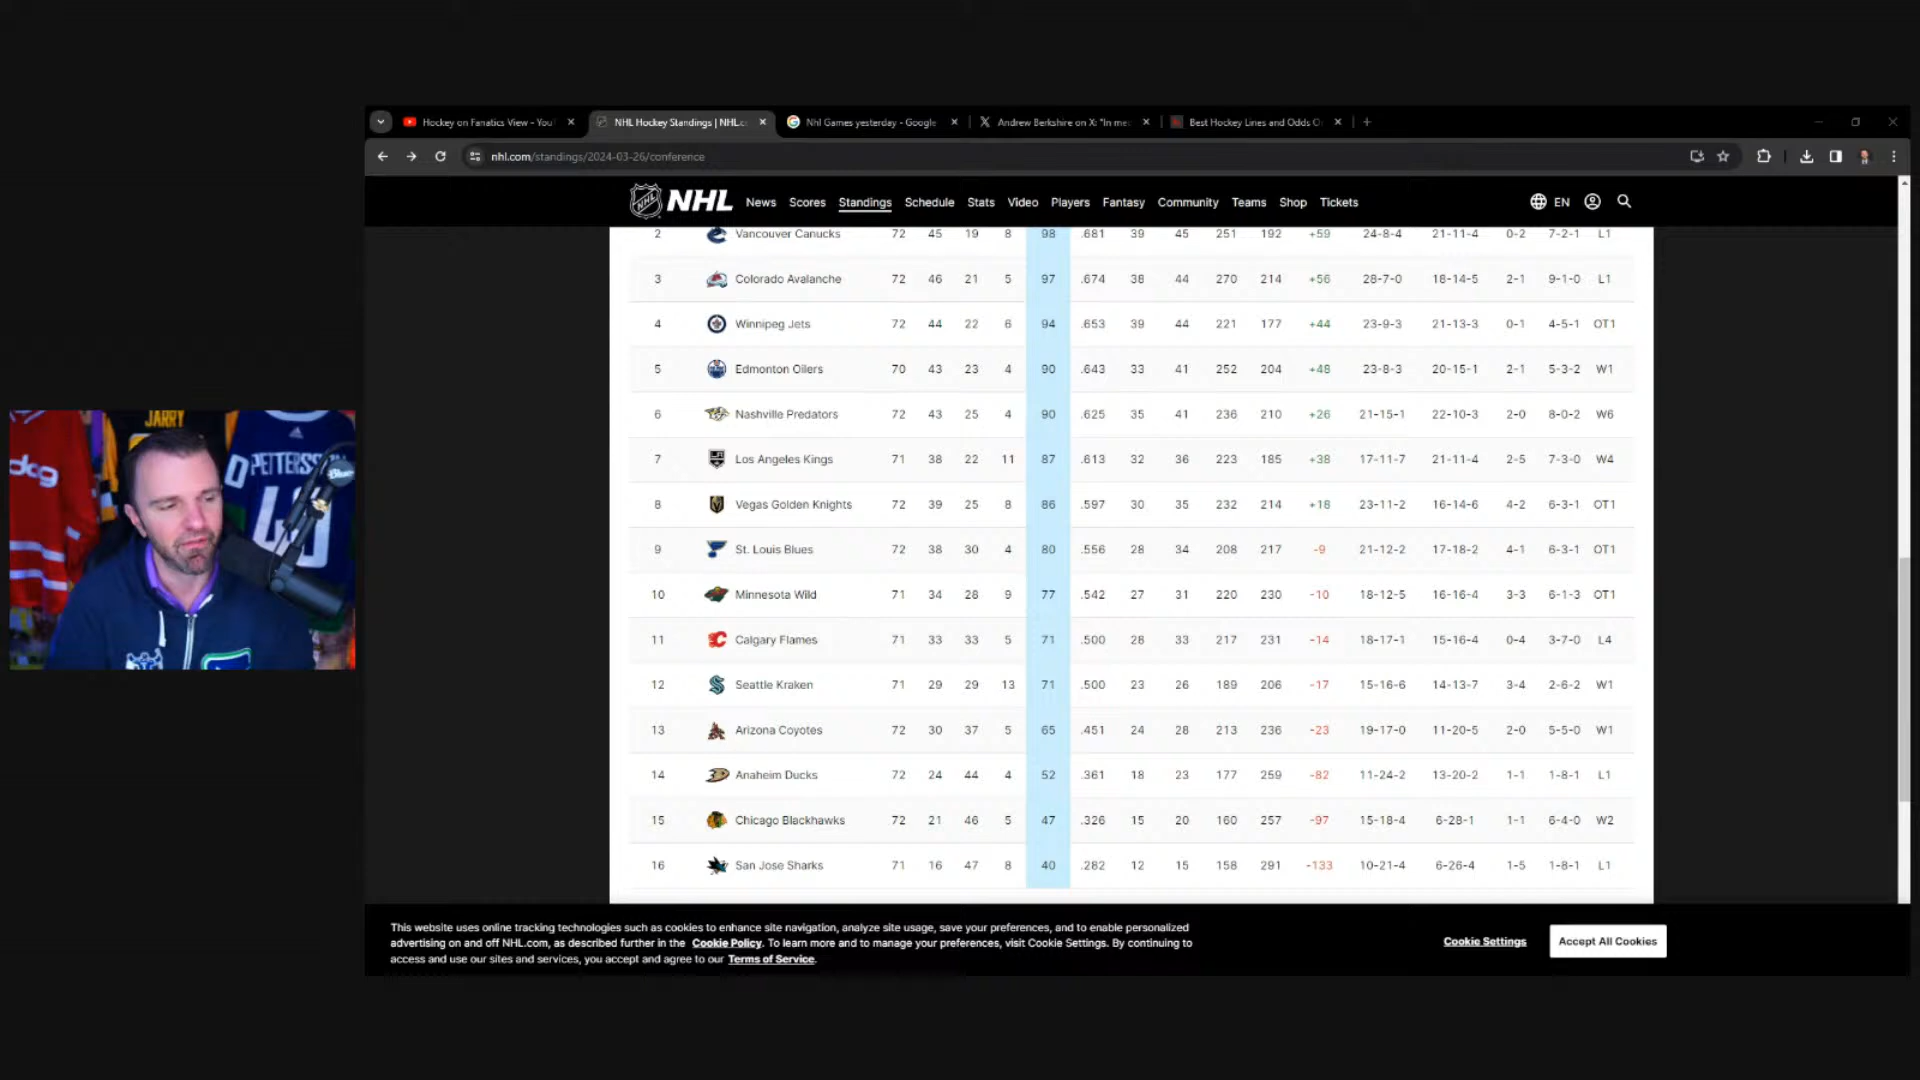 Hockey on Fanatics View - You
NHL Hockey Standings | NHL.c
Nhl Games yesterday - Google
Andrew Berkshire on X: "In me
Best Hockey Lines and Odds O
nhl.com/standings/2024-03-26/conference
NHL News Scores Standings Schedule Stats Video Players Fantasy Community Teams Shop Tickets EN
2 Vancouver Canucks 72 45 19 8 98 .681 39 45 251 192 +59 24-8-4 21-11-4 0-2 7-2-1 L1
3 Colorado Avalanche 72 46 21 5 97 .674 38 44 270 214 +56 28-7-0 18-14-5 2-1 9-1-0 L1
4 Winnipeg Jets 72 44 22 6 94 .653 39 44 221 177 +44 23-9-3 21-13-3 0-1 4-5-1 OT1
5 Edmonton Oilers 70 43 23 4 90 .643 33 41 252 204 +48 23-8-3 20-15-1 2-1 5-3-2 W1
6 Nashville Predators 72 43 25 4 90 .625 35 41 236 210 +26 21-15-1 22-10-3 2-0 8-0-2 W6
7 Los Angeles Kings 71 38 22 11 87 .613 32 36 223 185 +38 17-11-7 21-11-4 2-5 7-3-0 W4
8 Vegas Golden Knights 72 39 25 8 86 .597 30 35 232 214 +18 23-11-2 16-14-6 4-2 6-3-1 OT1
9 St. Louis Blues 72 38 30 4 80 .556 28 34 208 217 -9 21-12-2 17-18-2 4-1 6-3-1 OT1
10 Minnesota Wild 71 34 28 9 77 .542 27 31 220 230 -10 18-12-5 16-16-4 3-3 6-1-3 OT1
11 Calgary Flames 71 33 33 5 71 .500 28 33 217 231 -14 18-17-1 15-16-4 0-4 3-7-0 L4
12 Seattle Kraken 71 29 29 13 71 .500 23 26 189 206 -17 15-16-6 14-13-7 3-4 2-6-2 W1
13 Arizona Coyotes 72 30 37 5 65 .451 24 28 213 236 -23 19-17-0 11-20-5 2-0 5-5-0 W1
14 Anaheim Ducks 72 24 44 4 52 .361 18 23 177 259 -82 11-24-2 13-20-2 1-1 1-8-1 L1
15 Chicago Blackhawks 72 21 46 5 47 .326 15 20 160 257 -97 15-18-4 6-28-1 1-1 6-4-0 W2
16 San Jose Sharks 71 16 47 8 40 .282 12 15 158 291 -133 10-21-4 6-26-4 1-5 1-8-1 L1
JARRY
PETTERSS
40
Blue
This website uses online tracking technologies such as cookies to enhance site navigation, analyze site usage, save your preferences, and to enable personalized
advertising on and off NHL.com, as described further in the Cookie Policy. To learn more and to manage your preferences, visit Cookie Settings. By continuing to
access and use our sites and services, you accept and agree to our Terms of Service.
Cookie Settings
Accept All Cookies